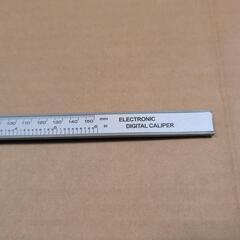 100 110 120 130 140 150 mm
in
ELECTRONIC
DIGITAL CALIPER